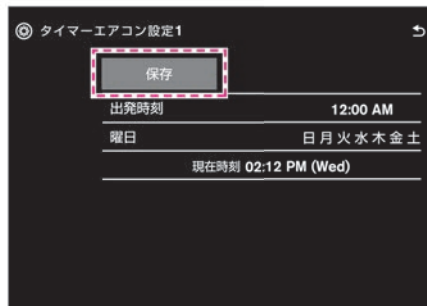 タイマーエアコン設定1
保存
出発時刻 12:00 AM
曜日 日月火水木金土
現在時刻 02:12 PM (Wed)